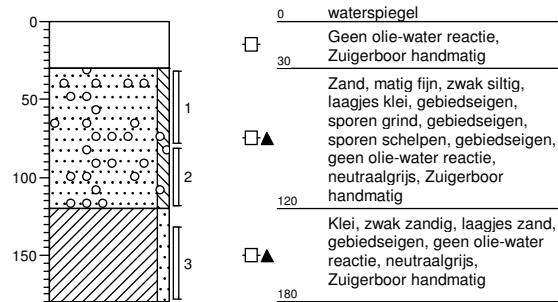 0
50
100
150
1
2
3
0 waterspiegel
Geen olie-water reactie,
Zuigerboor handmatig
30
Zand, matig fijn, zwak siltig,
laagjes klei, gebiedseigen,
sporen grind, gebiedseigen,
sporen schelpen, gebiedseigen,
geen olie-water reactie,
neutraalgrijs, Zuigerboor
handmatig
120
Klei, zwak zandig, laagjes zand,
gebiedseigen, geen olie-water
reactie, neutraalgrijs,
Zuigerboor handmatig
180